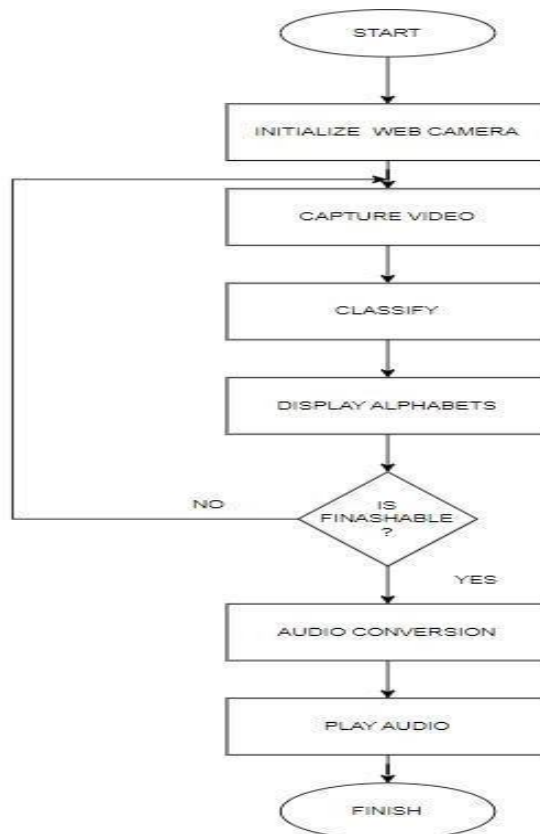 START
INITIALIZE WEB CAMERA
CAPTURE VIDEO
CLASSIFY
DISPLAY ALPHABETS
NO
IS
FINASHABLE
?
YES
AUDIO CONVERSION
PLAY AUDIO
FINISH